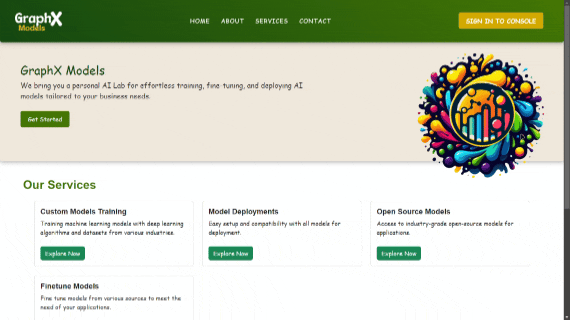 GraphX
Models
HOME ABOUT SERVICES CONTACT
SIGN IN TO CONSOLE
GraphX Models
We bring you a personal AI Lab for effortless training, fine-tuning, and deploying AI
models tailored to your business needs.
Get Started
Our Services
Custom Models Training
Training machine learning models with deep learning
algorithms and datasets from various industries.
Explore Now
Model Deployments
Easy setup and compatibility with all models for
deployment.
Explore Now
Open Source Models
Access to industry-grade open-source models for
applications.
Explore Now
Finetune Models
Fine tune models from various sources to meet the
need of your applications.